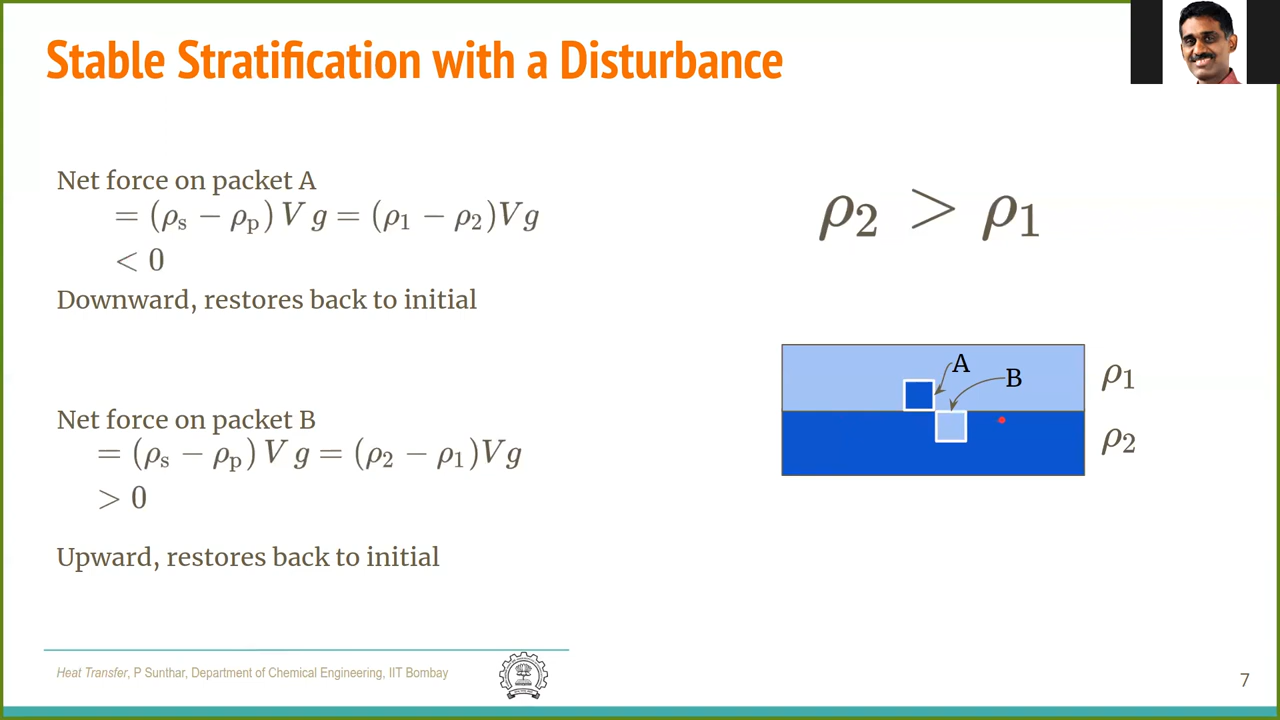 Stable Stratification with a Disturbance
Net force on packet A
= (ρs − ρp) V g = (ρ1 − ρ2)V g
< 0
Downward, restores back to initial
Net force on packet B
= (ρs − ρp) V g = (ρ2 − ρ1)V g
> 0
Upward, restores back to initial
ρ2 > ρ1
A
B
ρ1
ρ2
Heat Transfer, P Sunthar, Department of Chemical Engineering, IIT Bombay
7